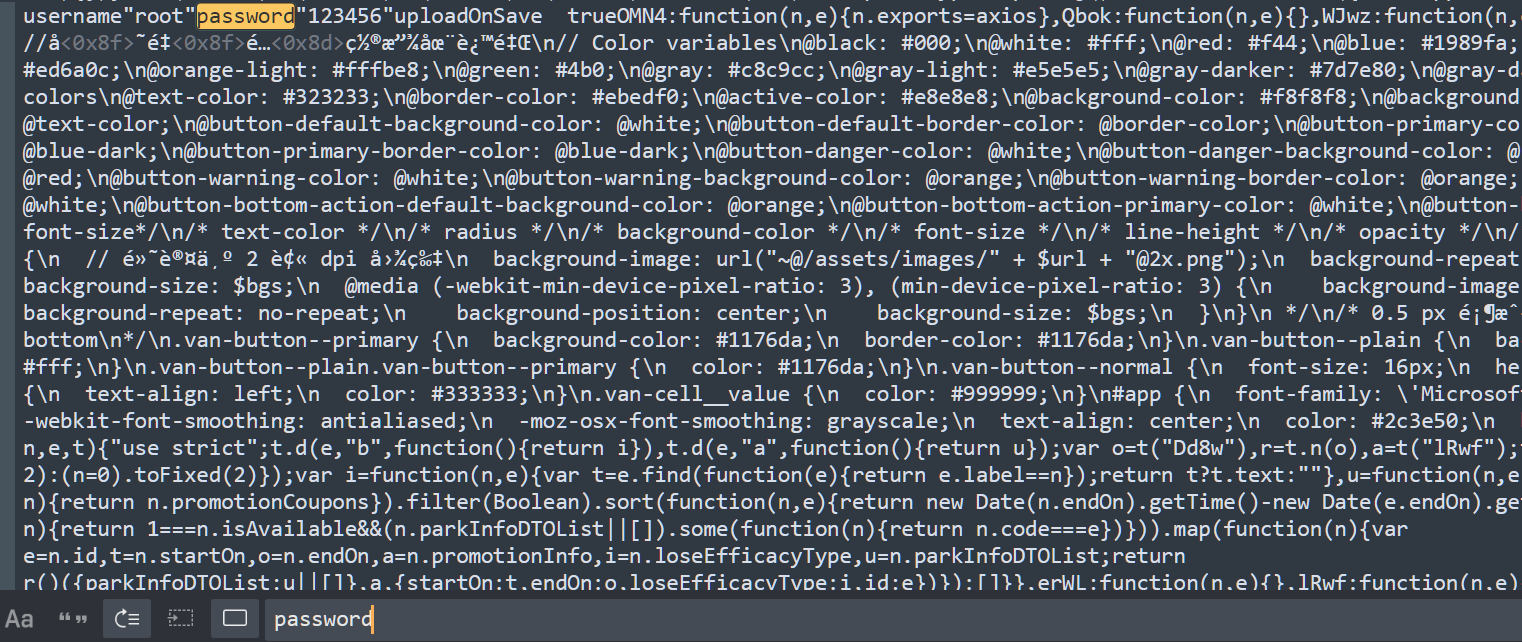 username"root"password"123456"uploadOnSave  trueOMN4:function(n,e){n.exports=axios},Qbok:function(n,e){},WJwz:function(n,
//å<0x8f>˜é‡<0x8f>é…<0x8d>ç½®æ”¾åœ¨è¿™é‡Œ\n// Color variables\n@black: #000;\n@white: #fff;\n@red: #f44;\n@blue: #1989fa;
#ed6a0c;\n@orange-light: #fffbe8;\n@green: #4b0;\n@gray: #c8c9cc;\n@gray-light: #e5e5e5;\n@gray-darker: #7d7e80;\n@gray-d
colors\n@text-color: #323233;\n@border-color: #ebedf0;\n@active-color: #e8e8e8;\n@background-color: #f8f8f8;\n@background
@text-color;\n@button-default-background-color: @white;\n@button-default-border-color: @border-color;\n@button-primary-co
@blue-dark;\n@button-primary-border-color: @blue-dark;\n@button-danger-color: @white;\n@button-danger-background-color: @
@red;\n@button-warning-color: @white;\n@button-warning-background-color: @orange;\n@button-warning-border-color: @orange;
@white;\n@button-bottom-action-default-background-color: @orange;\n@button-bottom-action-primary-color: @white;\n@button-
font-size*/\n/* text-color */\n/* radius */\n/* background-color */\n/* font-size */\n/* line-height */\n/* opacity */\n/
{\n  // é»˜è®¤ä¸º 2 è¢« dpi å›¾ç‰‡\n  background-image: url("~@/assets/images/" + $url + "@2x.png");\n  background-repeat
background-size: $bgs;\n  @media (-webkit-min-device-pixel-ratio: 3), (min-device-pixel-ratio: 3) {\n    background-image
background-repeat: no-repeat;\n    background-position: center;\n    background-size: $bgs;\n  }\n}\n */\n/* 0.5 px é¡¶æˆ
bottom\n*/\n.van-button--primary {\n  background-color: #1176da;\n  border-color: #1176da;\n}\n.van-button--plain {\n  ba
#fff;\n}\n.van-button--plain.van-button--primary {\n  color: #1176da;\n}\n.van-button--normal {\n  font-size: 16px;\n  he
{\n  text-align: left;\n  color: #333333;\n}\n.van-cell__value {\n  color: #999999;\n}\n#app {\n  font-family: \'Microsoft
-webkit-font-smoothing: antialiased;\n  -moz-osx-font-smoothing: grayscale;\n  text-align: center;\n  color: #2c3e50;\n
n,e,t){"use strict";t.d(e,"b",function(){return i}),t.d(e,"a",function(){return u});var o=t("Dd8w"),r=t.n(o),a=t("lRwf");
2):(n=0).toFixed(2)});var i=function(n,e){var t=e.find(function(e){return e.label==n});return t?t.text:""},u=function(n,e
n){return n.promotionCoupons}).filter(Boolean).sort(function(n,e){return new Date(n.endOn).getTime()-new Date(e.endOn).ge
n){return 1===n.isAvailable&&(n.parkInfoDTOList||[]).some(function(n){return n.code===e})})).map(function(n){var
e=n.id,t=n.startOn,o=n.endOn,a=n.promotionInfo,i=n.loseEfficacyType,u=n.parkInfoDTOList;return
r()({parkInfoDTOList:u||[]},a,{startOn:t,endOn:o,loseEfficacyType:i,id:e})}):[]}},erWL:function(n,e){},lRwf:function(n,e)
Aa “” password